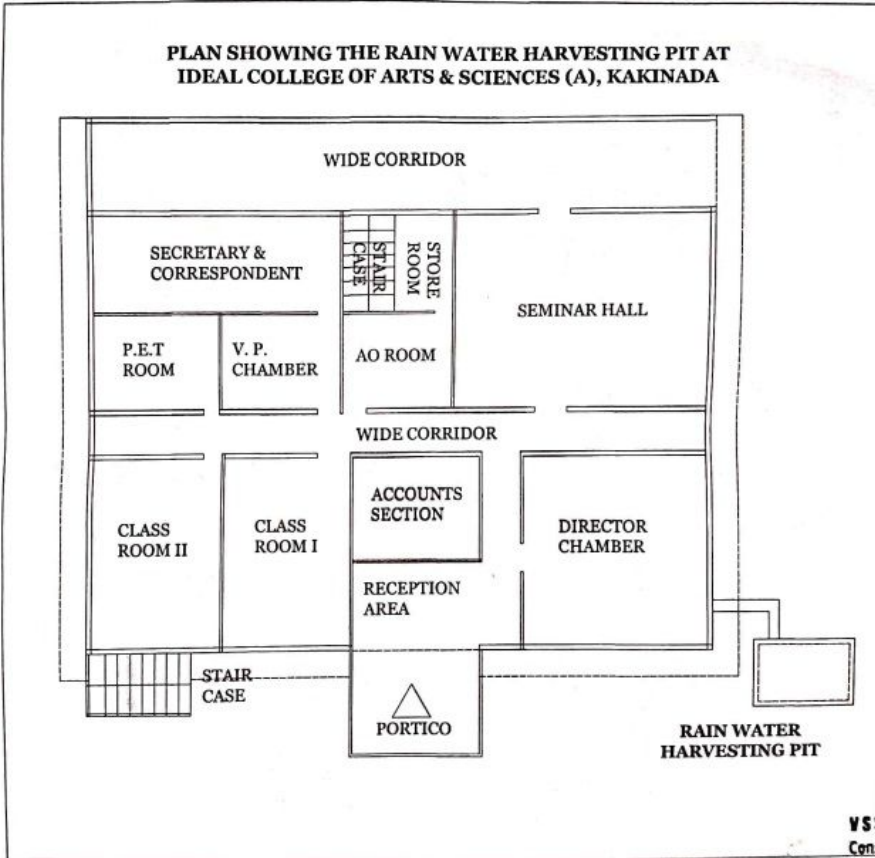 PLAN SHOWING THE RAIN WATER HARVESTING PIT AT
IDEAL COLLEGE OF ARTS & SCIENCES (A), KAKINADA
WIDE CORRIDOR
SECRETARY &
CORRESPONDENT
STAIR
CASE
STORE
ROOM
SEMINAR HALL
P.E.T
ROOM
V. P.
CHAMBER
AO ROOM
WIDE CORRIDOR
CLASS
ROOM II
CLASS
ROOM I
ACCOUNTS
SECTION
DIRECTOR
CHAMBER
RECEPTION
AREA
STAIR
CASE
PORTICO
RAIN WATER
HARVESTING PIT